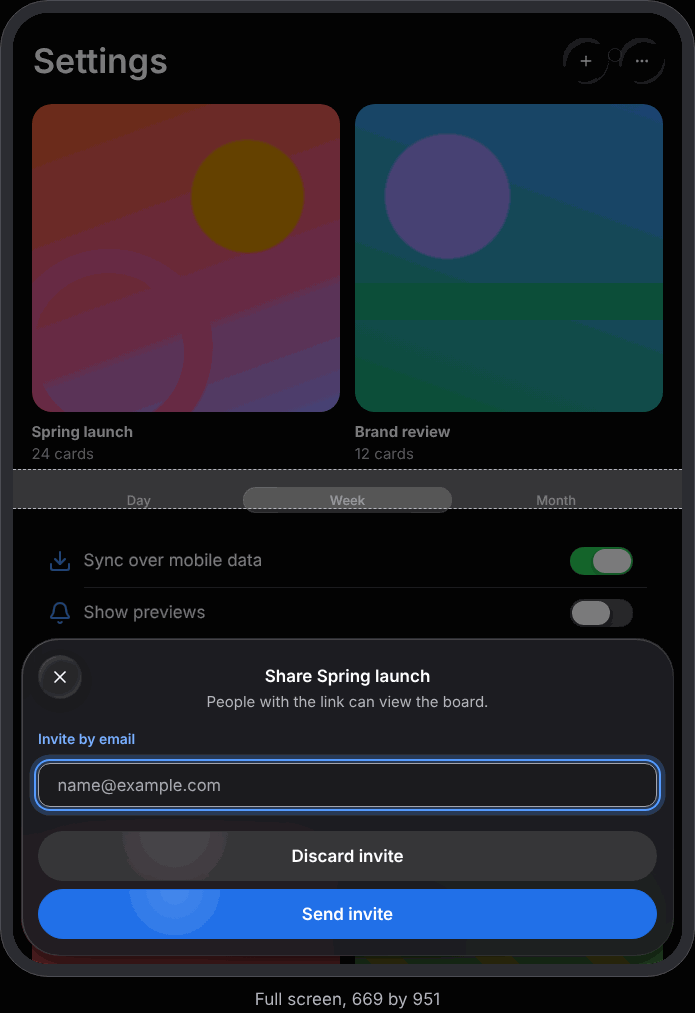 Settings
Spring launch
24 cards
Brand review
12 cards
Day
Week
Month
Sync over mobile data
Show previews
Share Spring launch
People with the link can view the board.
Invite by email
name@example.com
Discard invite
Send invite
Full screen, 669 by 951